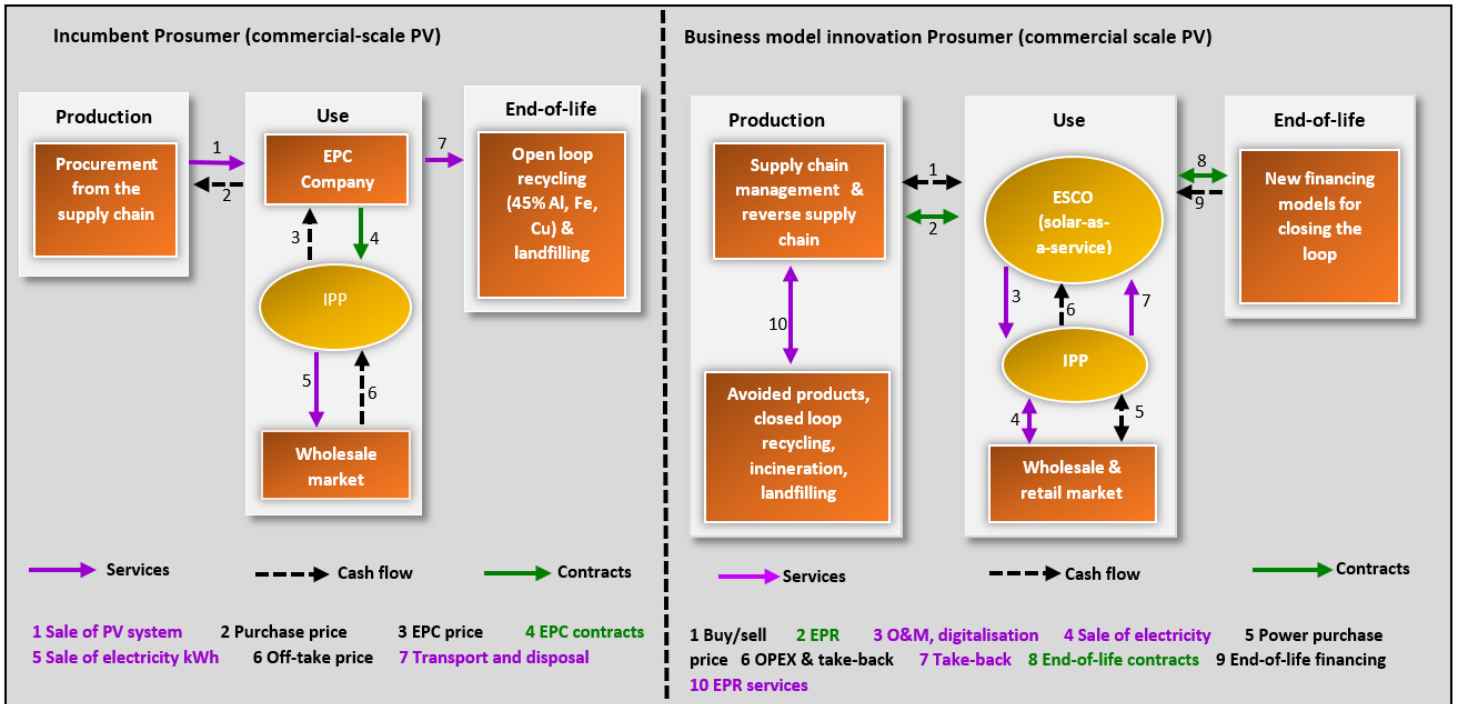 Incumbent Prosumer (commercial-scale PV)
Production
Procurement
from the
supply chain
1
2
Use
EPC
Company
3
4
IPP
5
6
Wholesale
market
7
End-of-life
Open loop
recycling
(45% Al, Fe,
Cu) &
landfilling
Services
Cash flow
Contracts
1 Sale of PV system 2 Purchase price 3 EPC price 4 EPC contracts
5 Sale of electricity kWh 6 Off-take price 7 Transport and disposal
Business model innovation Prosumer (commercial scale PV)
Production
Supply chain
management &
reverse supply
chain
10
Avoided products,
closed loop
recycling,
incineration,
landfilling
1
2
Use
ESCO
(solar-as-
a-service)
3
6
7
IPP
4
5
Wholesale &
retail market
8
9
End-of-life
New financing
models for
closing the
loop
Services
Cash flow
Contracts
1 Buy/sell 2 EPR 3 O&M, digitalisation 4 Sale of electricity 5 Power purchase
price 6 OPEX & take-back 7 Take-back 8 End-of-life contracts 9 End-of-life financing
10 EPR services